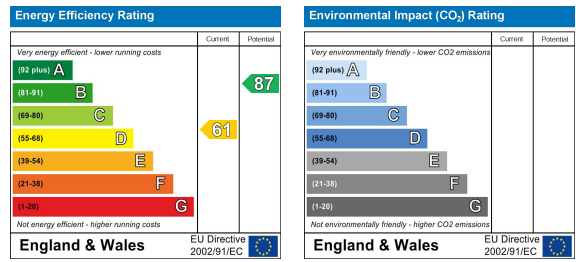 Energy Efficiency Rating
Current Potential
Very energy efficient - lower running costs
(92 plus) A
(81-91) B
(69-80) C
(55-68) D
(39-54) E
(21-38) F
(1-20) G
61
87
Not energy efficient - higher running costs
England & Wales
EU Directive
2002/91/EC
Environmental Impact (CO2) Rating
Current Potential
Very environmentally friendly - lower CO2 emissions
(92 plus) A
(81-91) B
(69-80) C
(55-68) D
(39-54) E
(21-38) F
(1-20) G
Not environmentally friendly - higher CO2 emissions
England & Wales
EU Directive
2002/91/EC